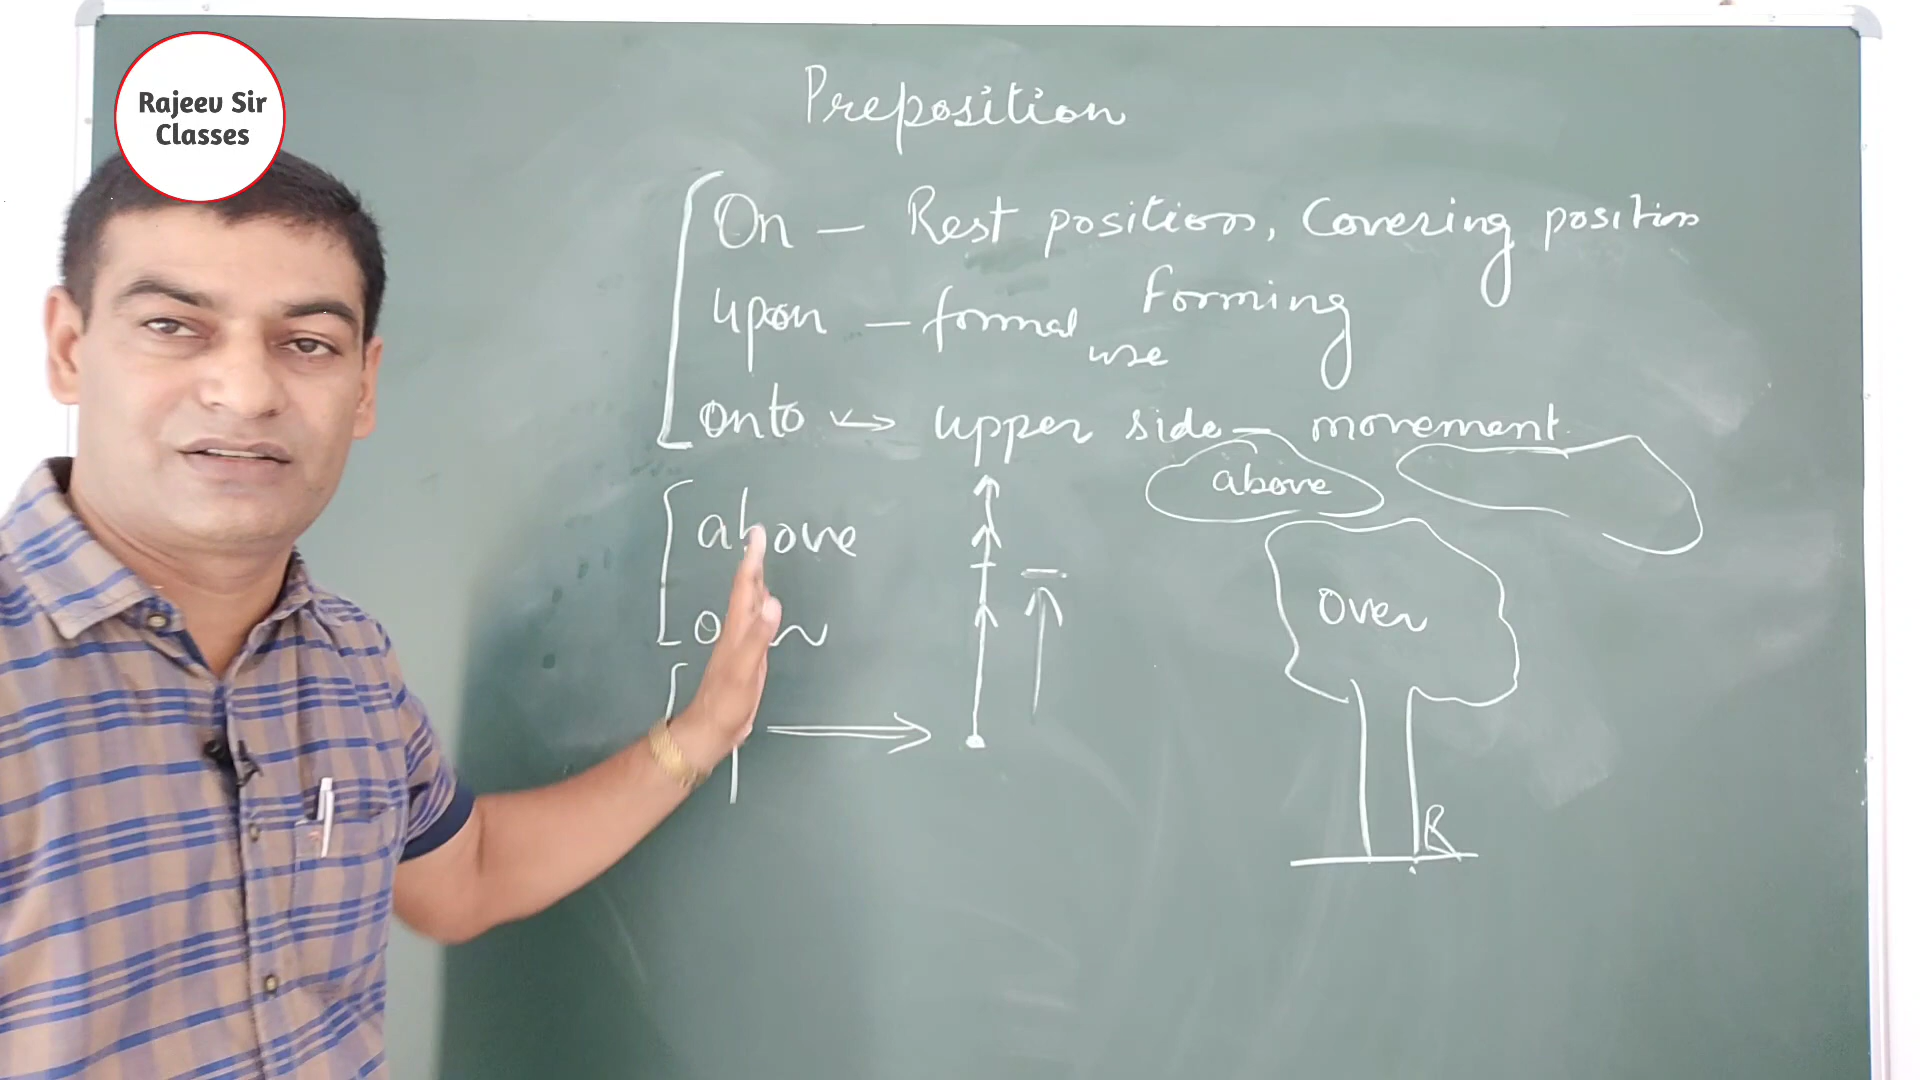 Rajeev Sir
Classes
Preposition
On — Rest position, Covering position
upon — formal use Forming
onto ↔ upper side — movement
above
above
over
R